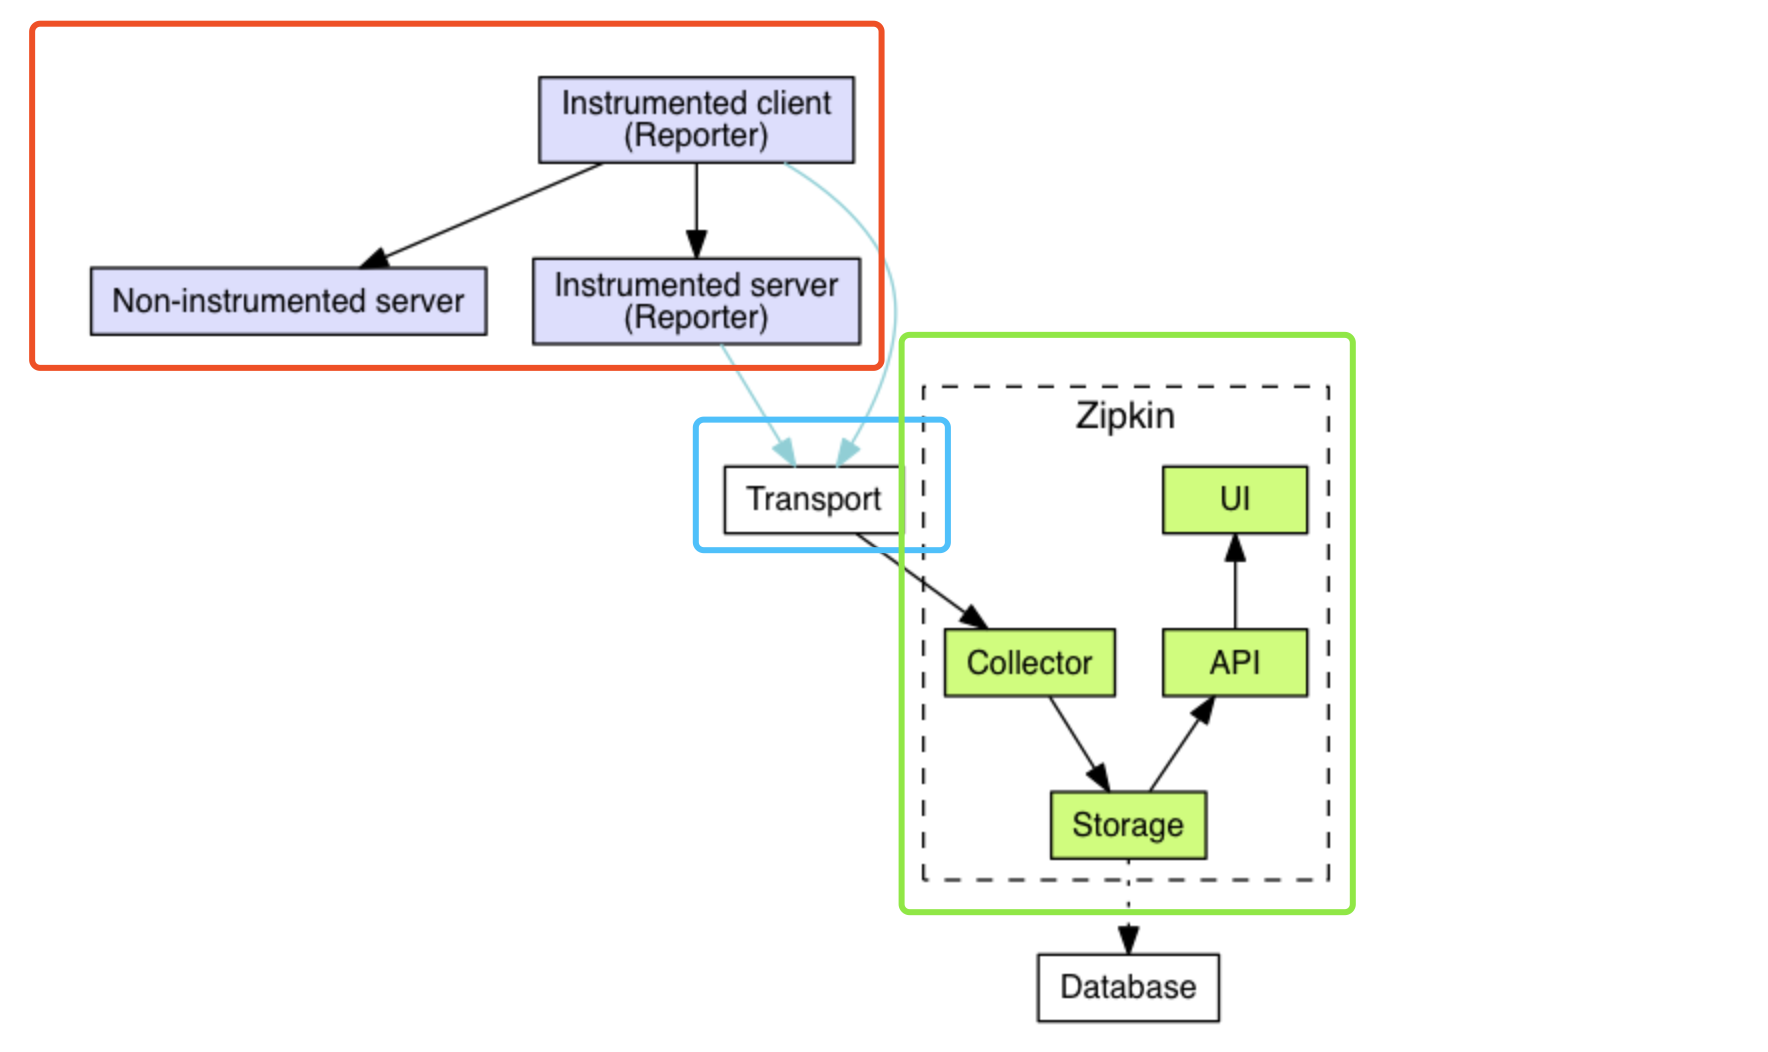 Instrumented client
(Reporter)
Non-instrumented server
Instrumented server
(Reporter)
Zipkin
Transport
UI
Collector
API
Storage
Database